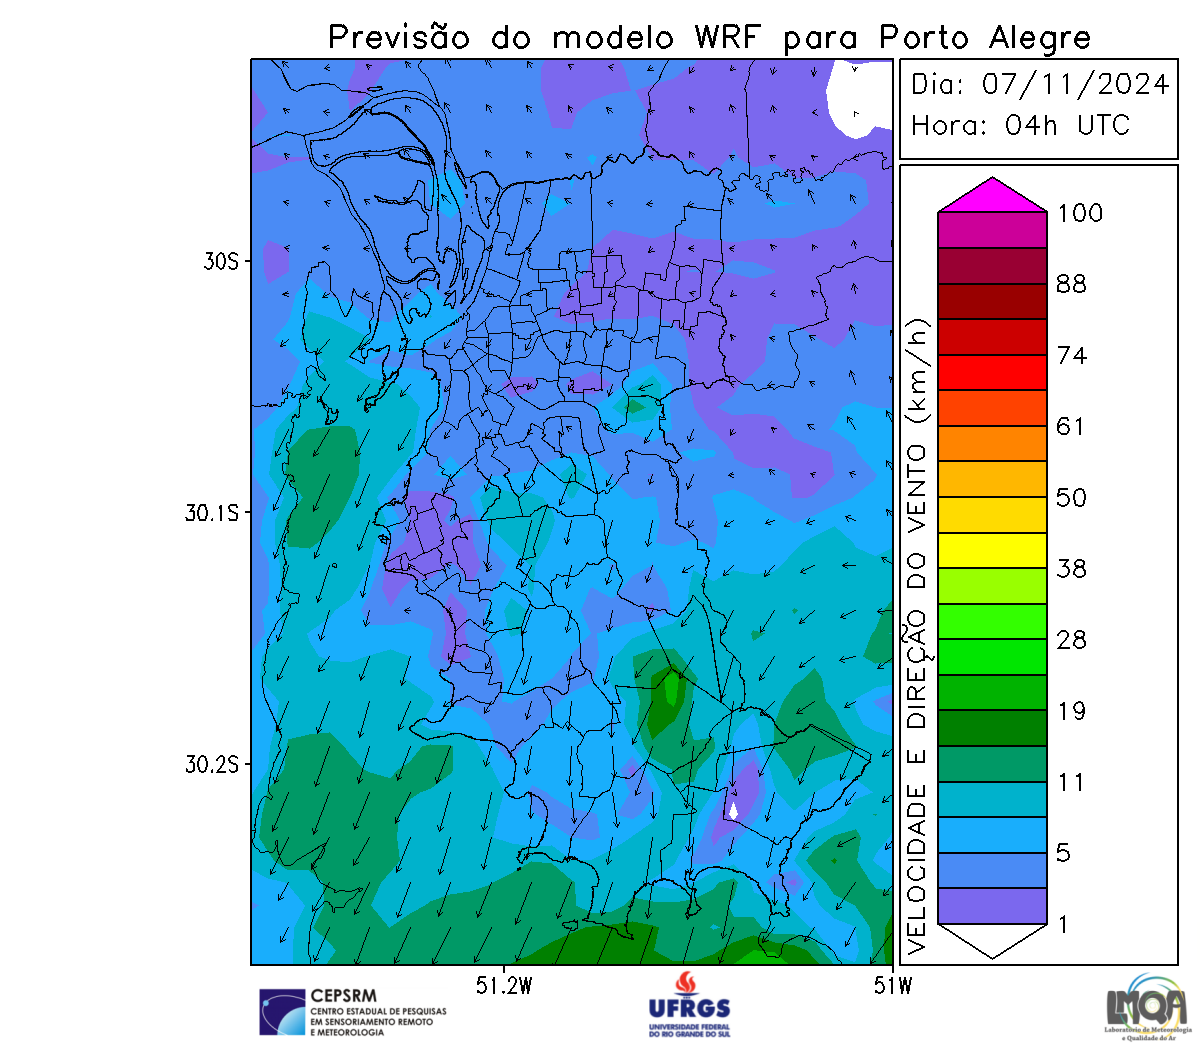 Previsão do modelo WRF para Porto Alegre
Dia: 07/11/2024
Hora: 04h UTC
100
88
74
61
50
38
28
19
11
5
1
VELOCIDADE E DIREÇÃO DO VENTO (km/h)
30S
30.1S
30.2S
51.2W
51W
CEPSRM
CENTRO ESTADUAL DE PESQUISAS
EM SENSORIAMENTO REMOTO
E METEOROLOGIA
UFRGS
UNIVERSIDADE FEDERAL
DO RIO GRANDE DO SUL
LMQA
Laboratório de Meteorologia
e Qualidade do Ar